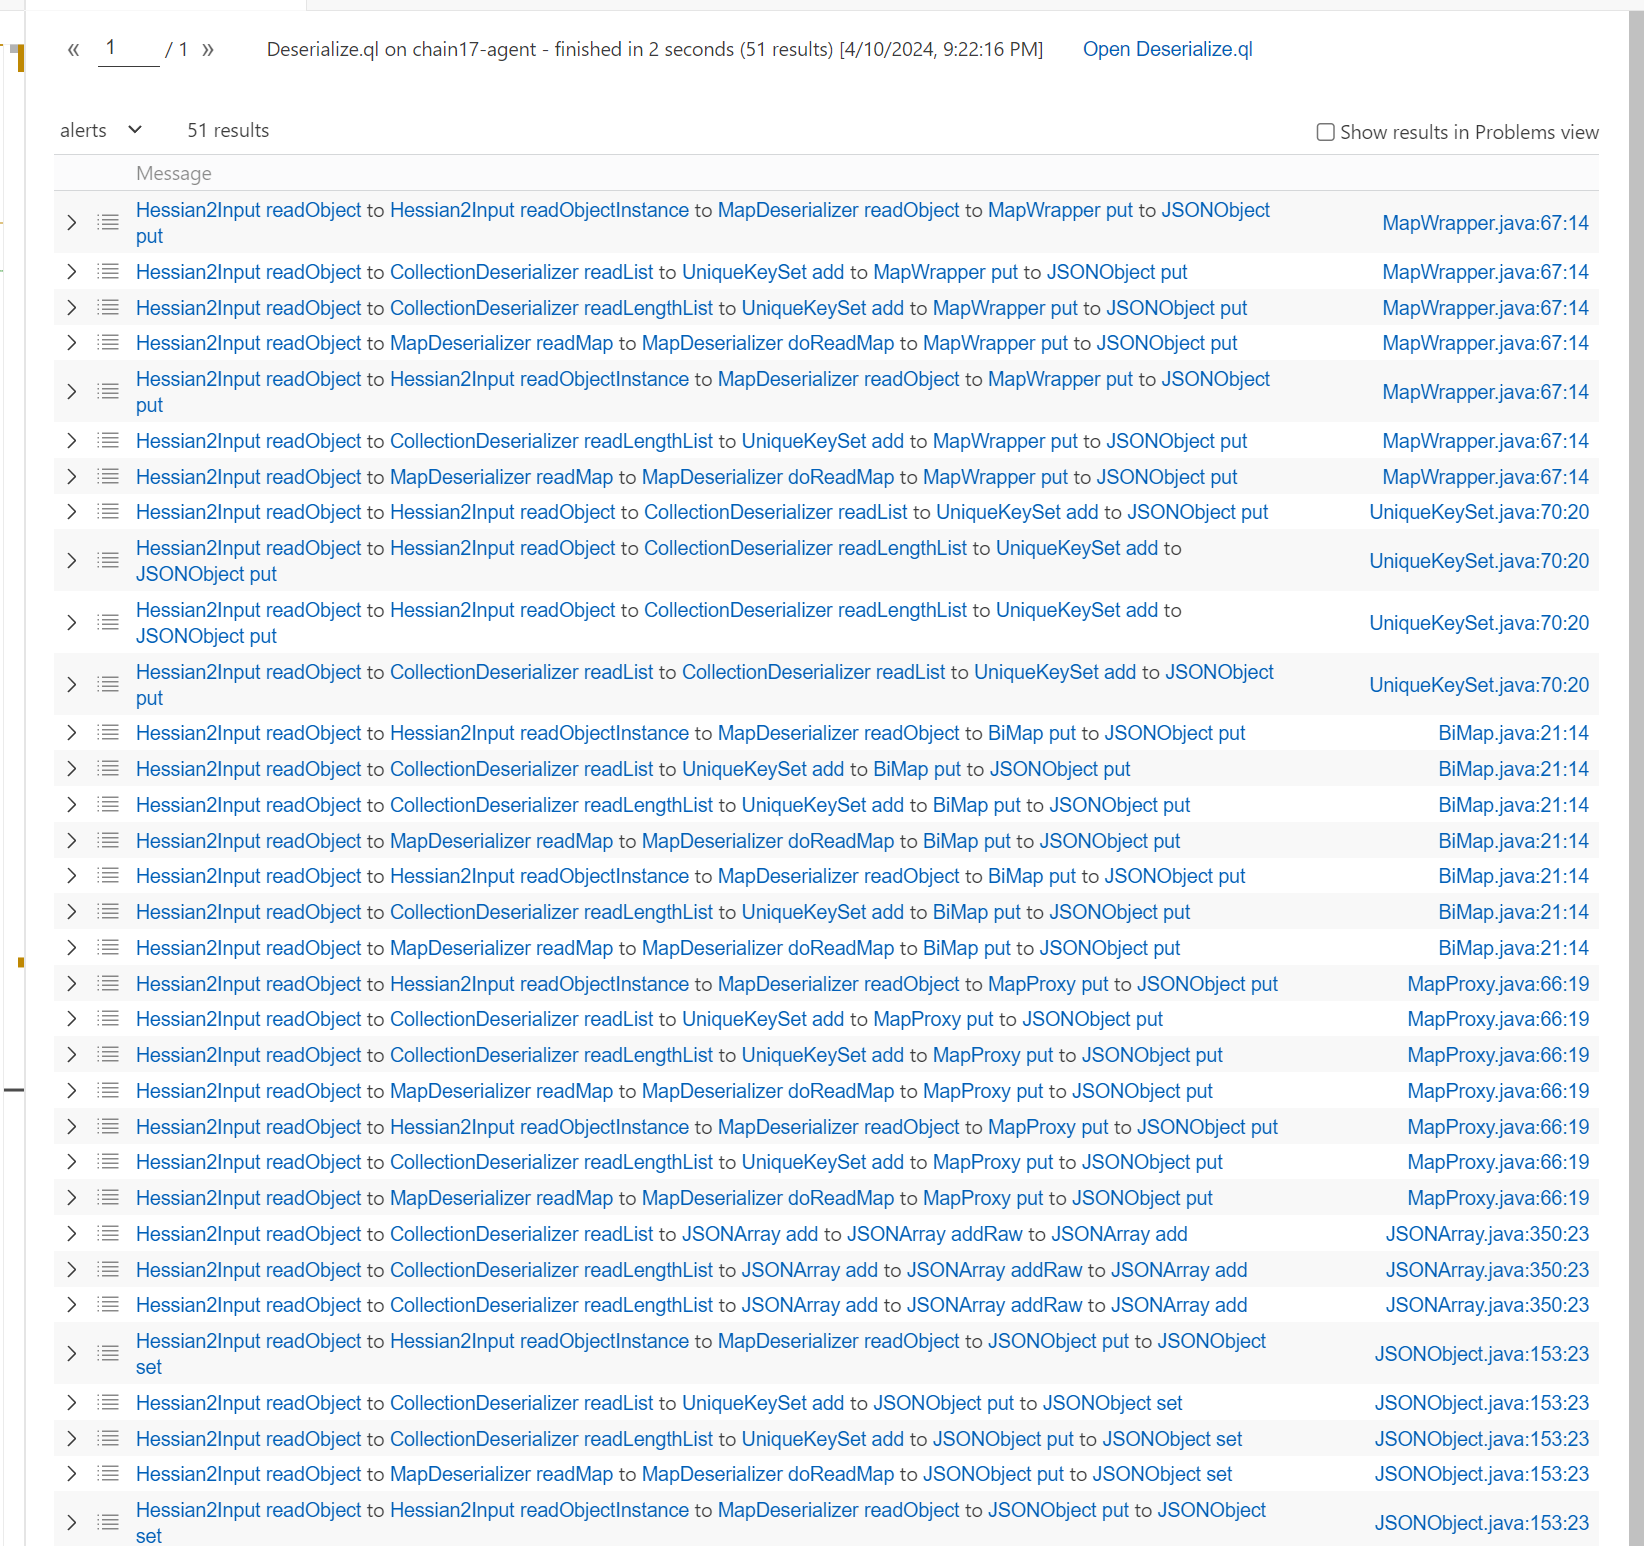 « 1 / 1 » Deserialize.ql on chain17-agent - finished in 2 seconds (51 results) [4/10/2024, 9:22:16 PM] Open Deserialize.ql
alerts 51 results Show results in Problems view
Message
Hessian2Input readObject to Hessian2Input readObjectInstance to MapDeserializer readObject to MapWrapper put to JSONObject
put MapWrapper.java:67:14
Hessian2Input readObject to CollectionDeserializer readList to UniqueKeySet add to MapWrapper put to JSONObject put MapWrapper.java:67:14
Hessian2Input readObject to CollectionDeserializer readLengthList to UniqueKeySet add to MapWrapper put to JSONObject put MapWrapper.java:67:14
Hessian2Input readObject to MapDeserializer readMap to MapDeserializer doReadMap to MapWrapper put to JSONObject put MapWrapper.java:67:14
Hessian2Input readObject to Hessian2Input readObjectInstance to MapDeserializer readObject to MapWrapper put to JSONObject
put MapWrapper.java:67:14
Hessian2Input readObject to CollectionDeserializer readLengthList to UniqueKeySet add to MapWrapper put to JSONObject put MapWrapper.java:67:14
Hessian2Input readObject to MapDeserializer readMap to MapDeserializer doReadMap to MapWrapper put to JSONObject put MapWrapper.java:67:14
Hessian2Input readObject to Hessian2Input readObject to CollectionDeserializer readList to UniqueKeySet add to JSONObject put UniqueKeySet.java:70:20
Hessian2Input readObject to Hessian2Input readObject to CollectionDeserializer readLengthList to UniqueKeySet add to
JSONObject put UniqueKeySet.java:70:20
Hessian2Input readObject to Hessian2Input readObject to CollectionDeserializer readLengthList to UniqueKeySet add to
JSONObject put UniqueKeySet.java:70:20
Hessian2Input readObject to CollectionDeserializer readList to CollectionDeserializer readList to UniqueKeySet add to JSONObject
put UniqueKeySet.java:70:20
Hessian2Input readObject to Hessian2Input readObjectInstance to MapDeserializer readObject to BiMap put to JSONObject put BiMap.java:21:14
Hessian2Input readObject to CollectionDeserializer readList to UniqueKeySet add to BiMap put to JSONObject put BiMap.java:21:14
Hessian2Input readObject to CollectionDeserializer readLengthList to UniqueKeySet add to BiMap put to JSONObject put BiMap.java:21:14
Hessian2Input readObject to MapDeserializer readMap to MapDeserializer doReadMap to BiMap put to JSONObject put BiMap.java:21:14
Hessian2Input readObject to Hessian2Input readObjectInstance to MapDeserializer readObject to BiMap put to JSONObject put BiMap.java:21:14
Hessian2Input readObject to CollectionDeserializer readLengthList to UniqueKeySet add to BiMap put to JSONObject put BiMap.java:21:14
Hessian2Input readObject to MapDeserializer readMap to MapDeserializer doReadMap to BiMap put to JSONObject put BiMap.java:21:14
Hessian2Input readObject to Hessian2Input readObjectInstance to MapDeserializer readObject to MapProxy put to JSONObject put MapProxy.java:66:19
Hessian2Input readObject to CollectionDeserializer readList to UniqueKeySet add to MapProxy put to JSONObject put MapProxy.java:66:19
Hessian2Input readObject to CollectionDeserializer readLengthList to UniqueKeySet add to MapProxy put to JSONObject put MapProxy.java:66:19
Hessian2Input readObject to MapDeserializer readMap to MapDeserializer doReadMap to MapProxy put to JSONObject put MapProxy.java:66:19
Hessian2Input readObject to Hessian2Input readObjectInstance to MapDeserializer readObject to MapProxy put to JSONObject put MapProxy.java:66:19
Hessian2Input readObject to CollectionDeserializer readLengthList to UniqueKeySet add to MapProxy put to JSONObject put MapProxy.java:66:19
Hessian2Input readObject to MapDeserializer readMap to MapDeserializer doReadMap to MapProxy put to JSONObject put MapProxy.java:66:19
Hessian2Input readObject to CollectionDeserializer readList to JSONArray add to JSONArray addRaw to JSONArray add JSONArray.java:350:23
Hessian2Input readObject to CollectionDeserializer readLengthList to JSONArray add to JSONArray addRaw to JSONArray add JSONArray.java:350:23
Hessian2Input readObject to CollectionDeserializer readLengthList to JSONArray add to JSONArray addRaw to JSONArray add JSONArray.java:350:23
Hessian2Input readObject to Hessian2Input readObjectInstance to MapDeserializer readObject to JSONObject put to JSONObject
set JSONObject.java:153:23
Hessian2Input readObject to CollectionDeserializer readList to UniqueKeySet add to JSONObject put to JSONObject set JSONObject.java:153:23
Hessian2Input readObject to CollectionDeserializer readLengthList to UniqueKeySet add to JSONObject put to JSONObject set JSONObject.java:153:23
Hessian2Input readObject to MapDeserializer readMap to MapDeserializer doReadMap to JSONObject put to JSONObject set JSONObject.java:153:23
Hessian2Input readObject to Hessian2Input readObjectInstance to MapDeserializer readObject to JSONObject put to JSONObject
set JSONObject.java:153:23